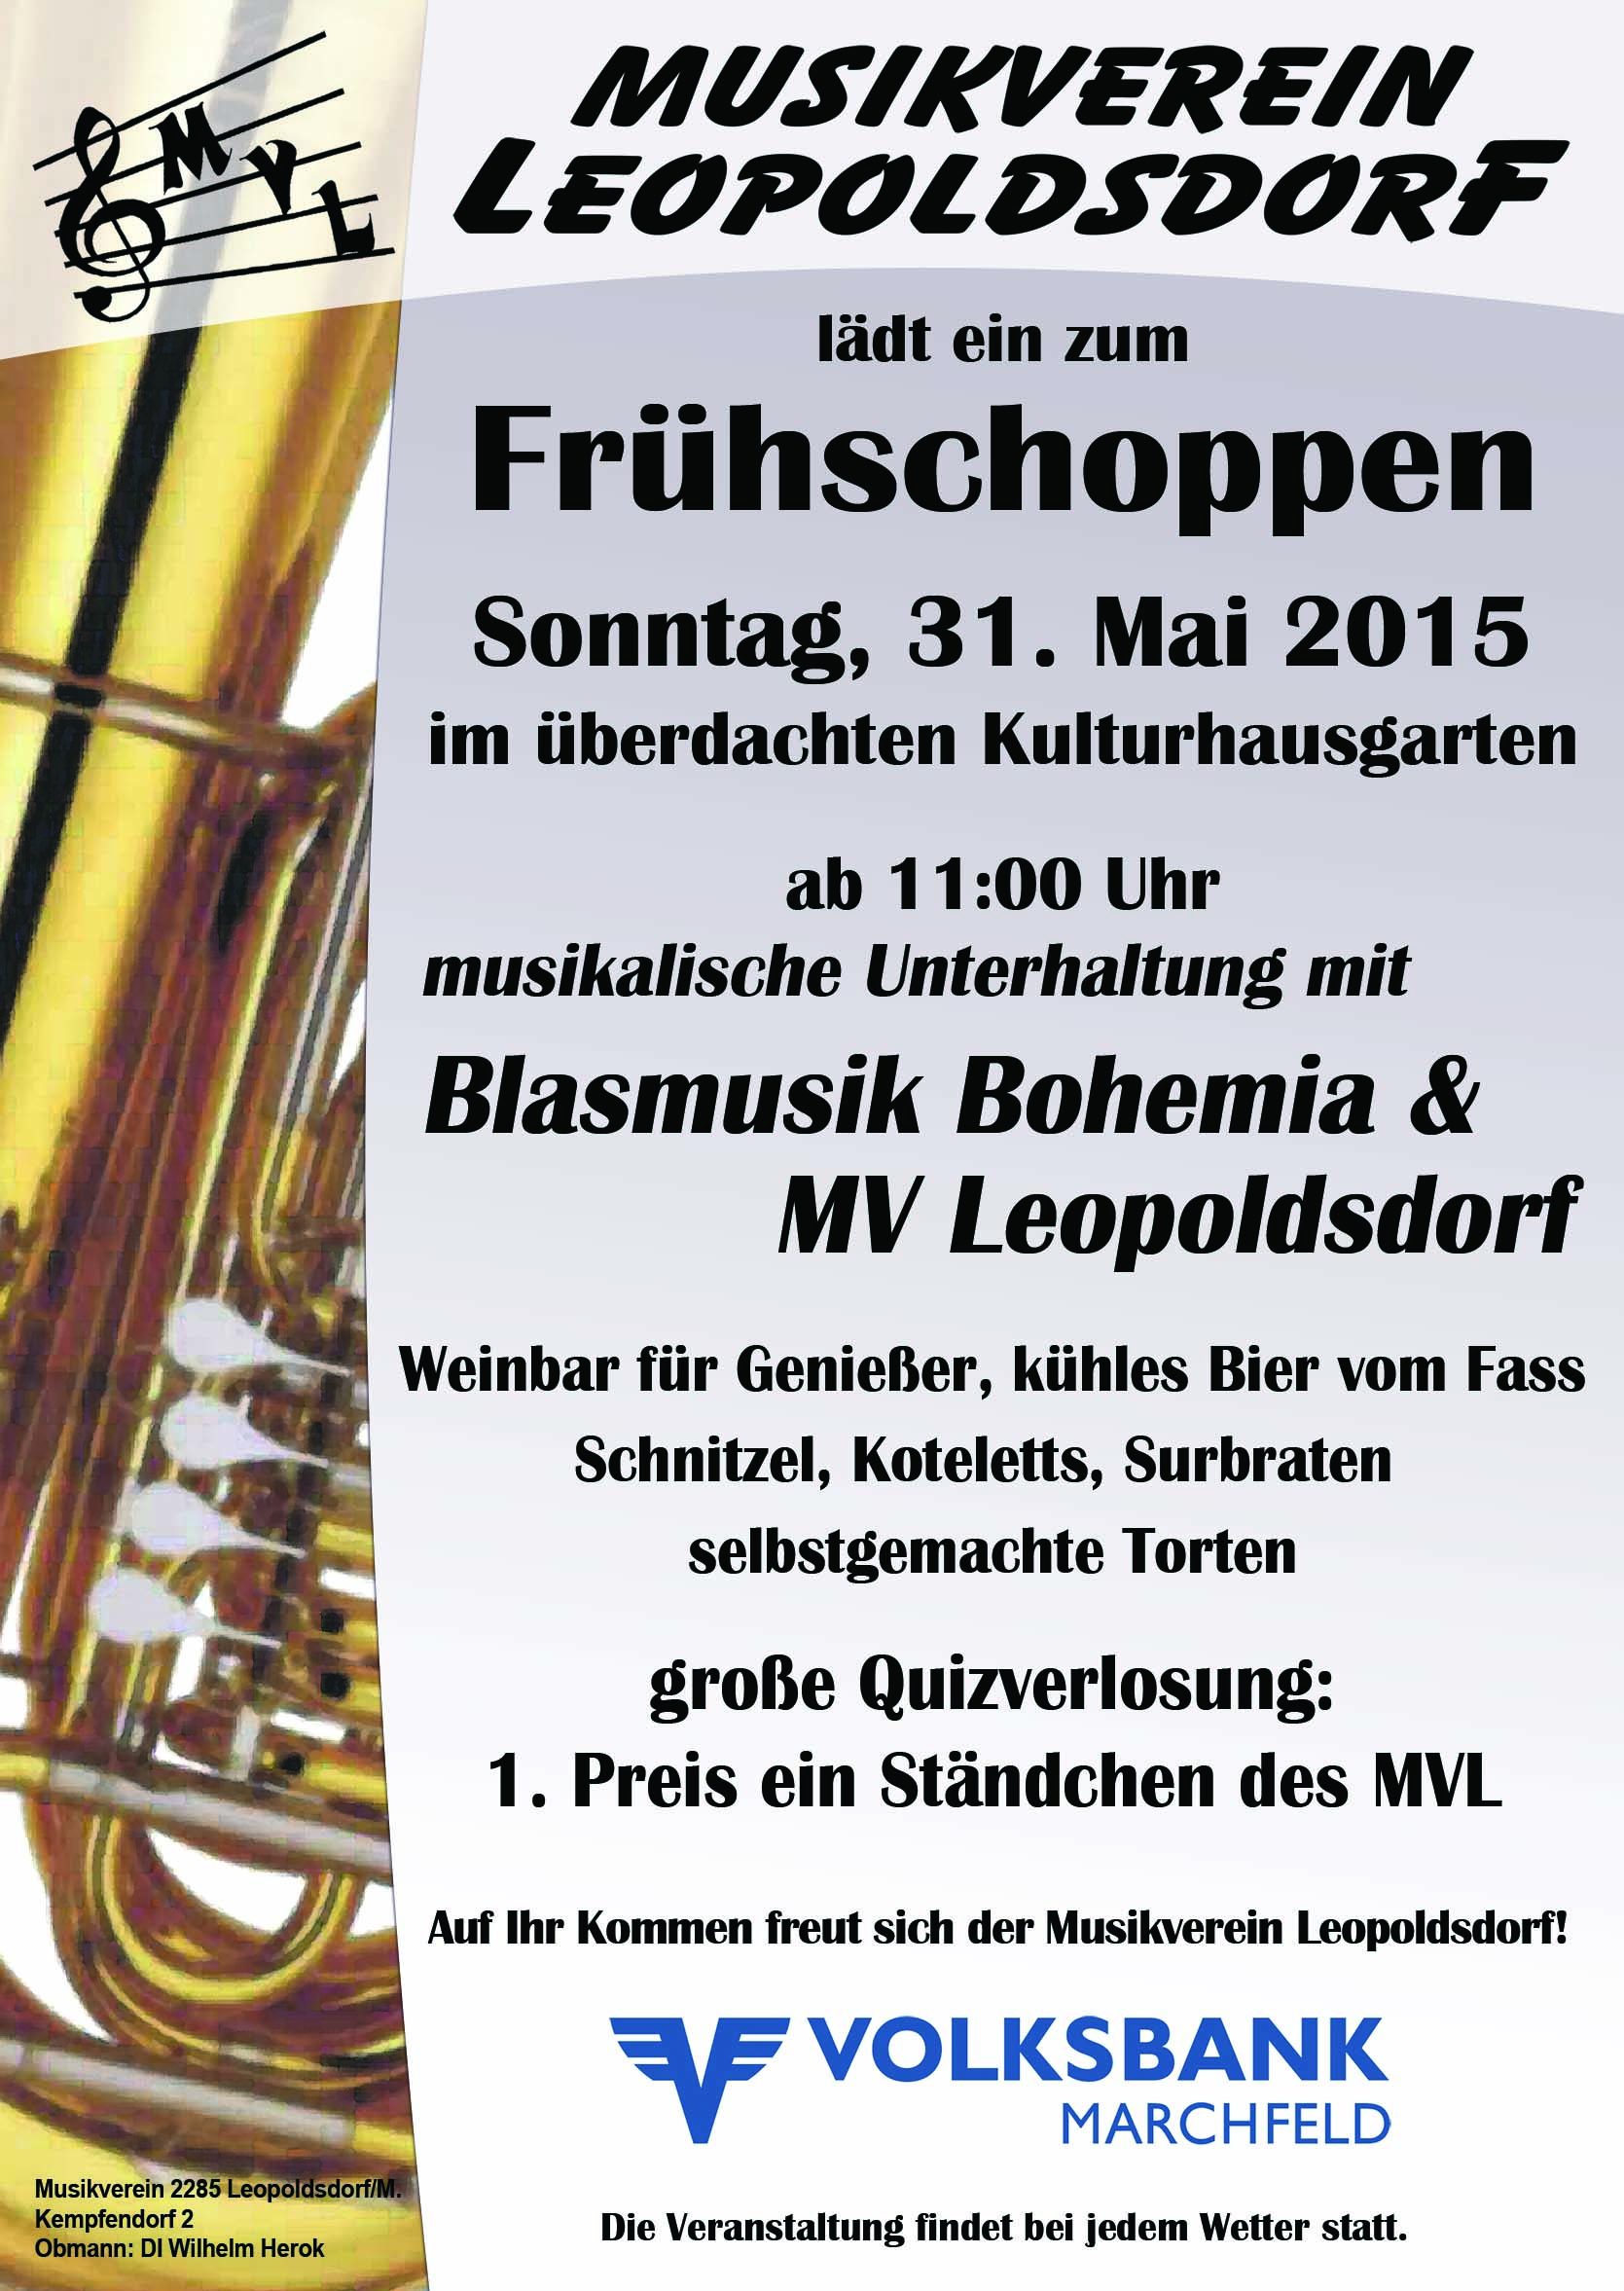 MVL
MUSIKVEREIN
LEOPOLDSDORF
lädt ein zum
Frühschoppen
Sonntag, 31. Mai 2015
im überdachten Kulturhausgarten
ab 11:00 Uhr
musikalische Unterhaltung mit
Blasmusik Bohemia &
MV Leopoldsdorf
Weinbar für Genießer, kühles Bier vom Fass
Schnitzel, Koteletts, Surbraten
selbstgemachte Torten
große Quizverlosung:
1. Preis ein Ständchen des MVL
Auf Ihr Kommen freut sich der Musikverein Leopoldsdorf!
VOLKSBANK
MARCHFELD
Musikverein 2285 Leopoldsdorf/M.
Kempfendorf 2
Obmann: DI Wilhelm Herok
Die Veranstaltung findet bei jedem Wetter statt.